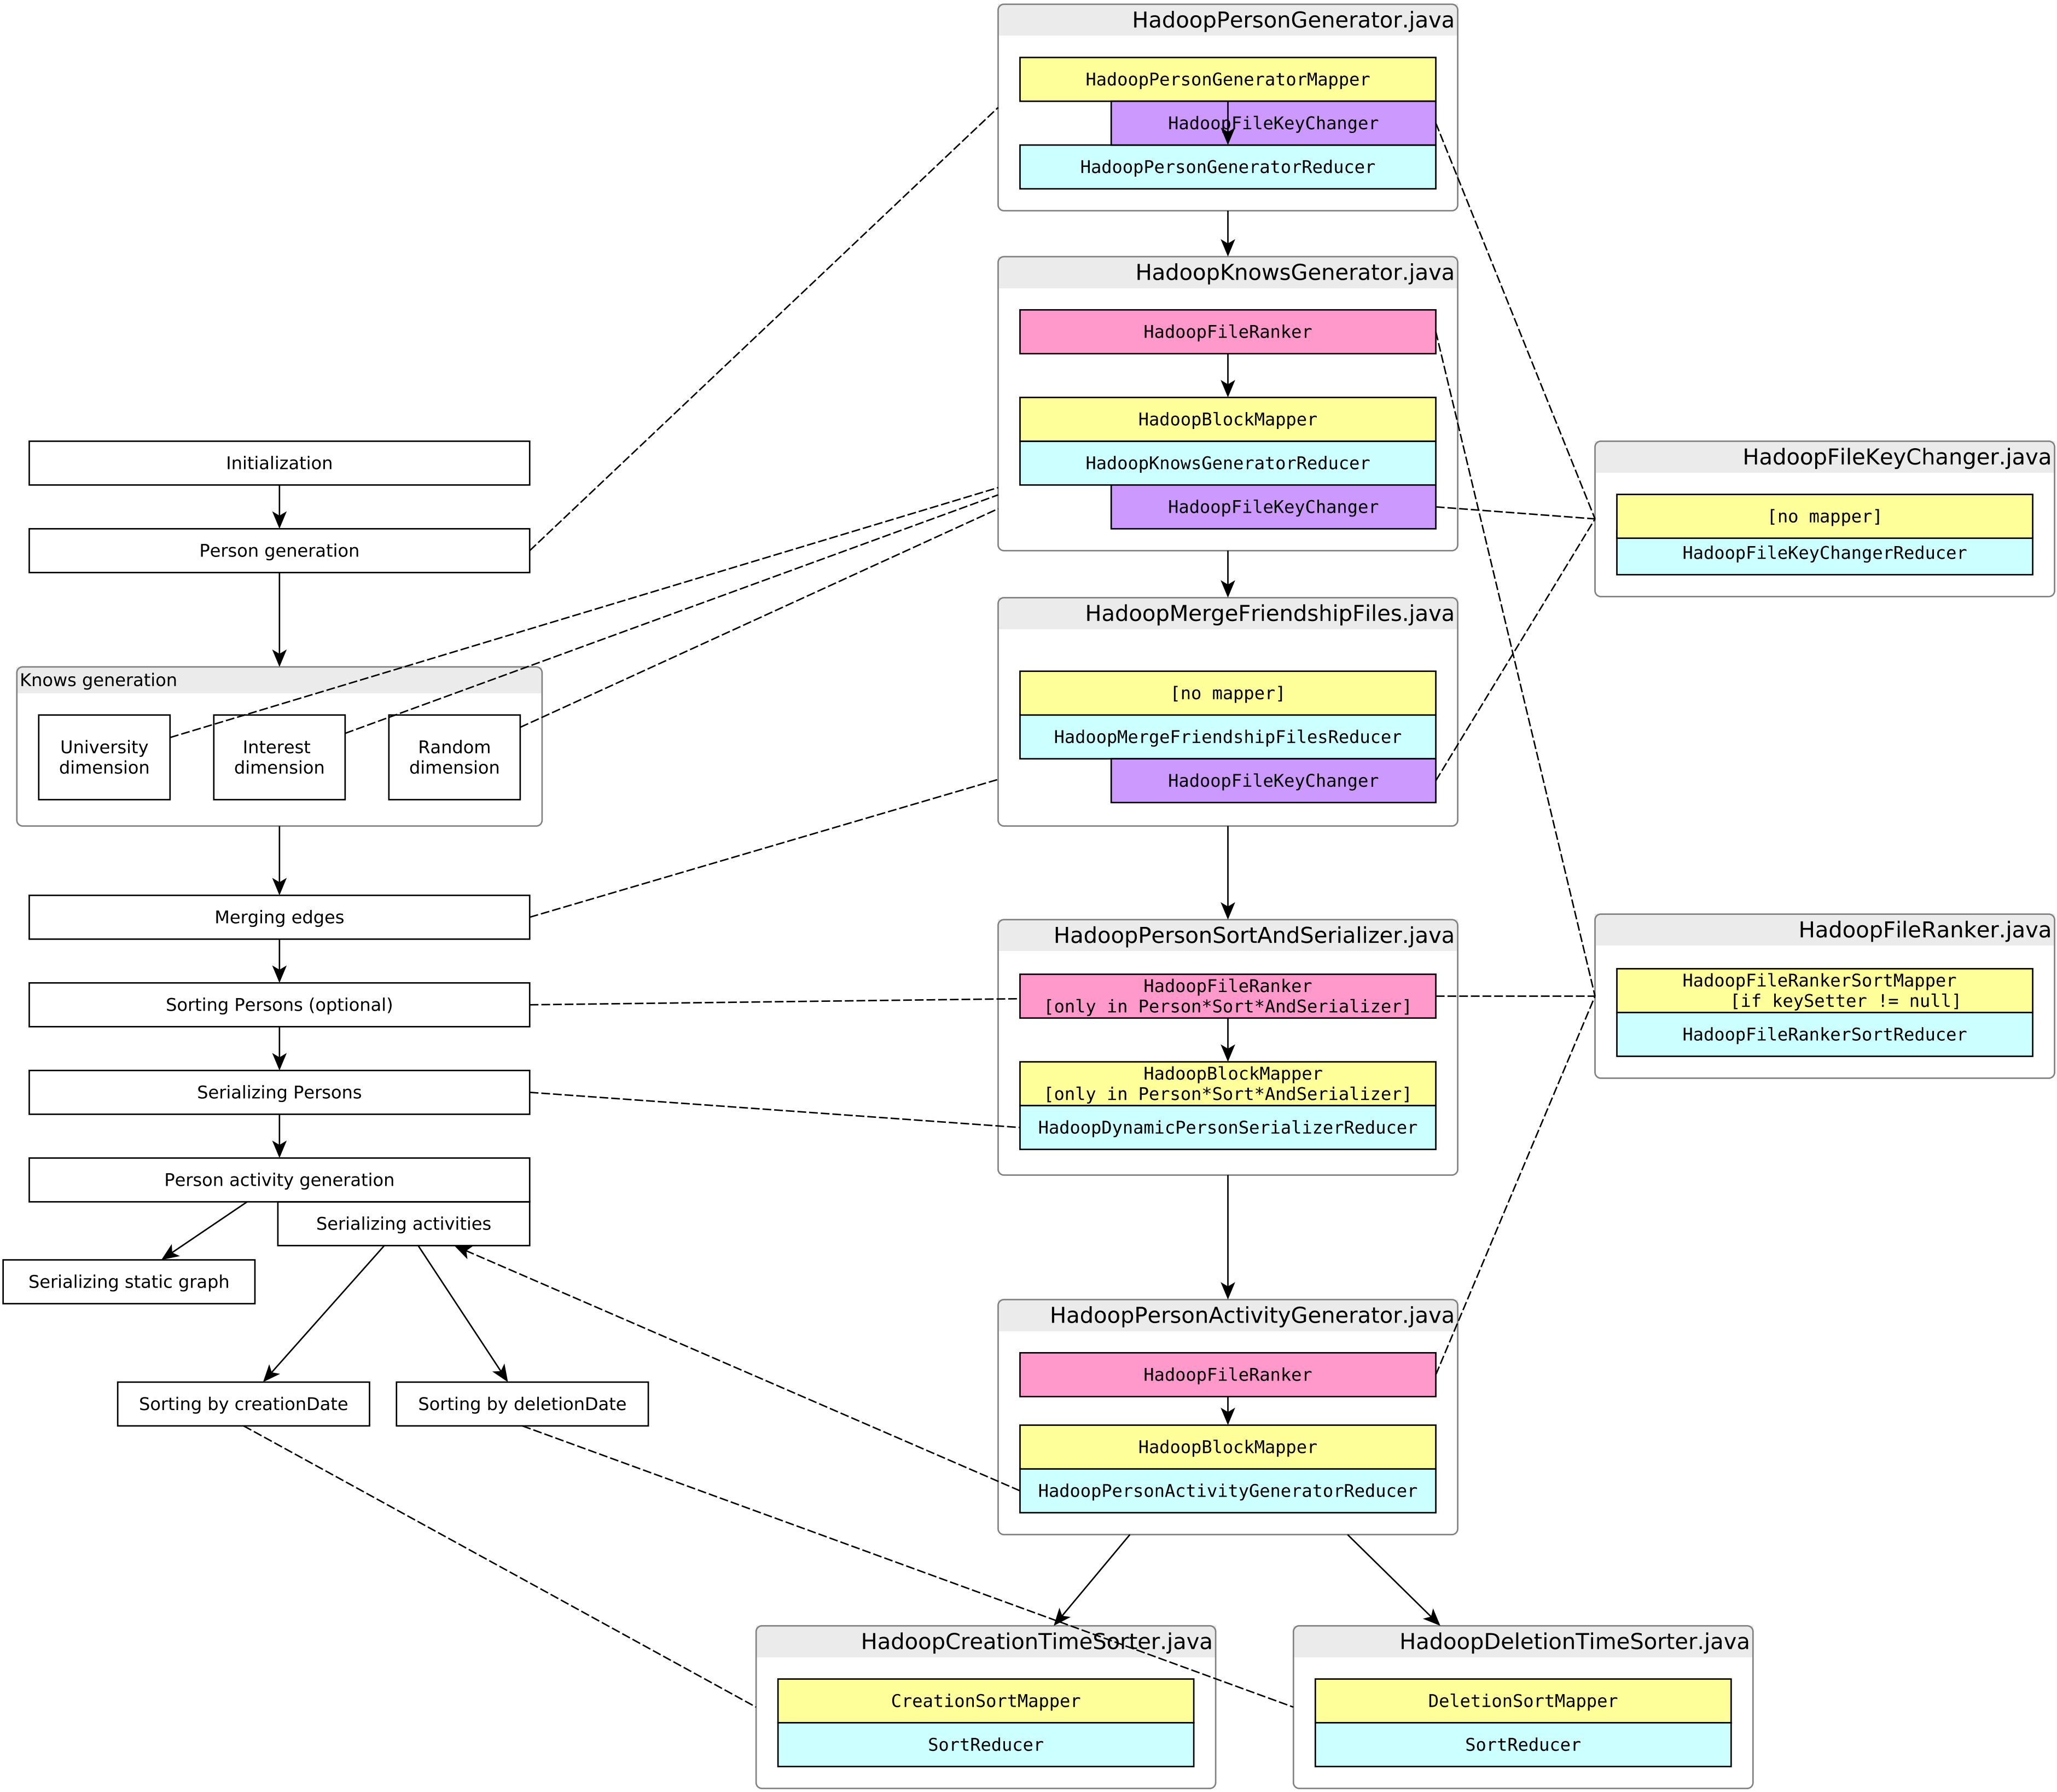 HadoopPersonGenerator.java
HadoopPersonGeneratorMapper
HadoopFileKeyChanger
HadoopPersonGeneratorReducer
HadoopKnowsGenerator.java
HadoopFileRanker
HadoopBlockMapper
HadoopKnowsGeneratorReducer
HadoopFileKeyChanger
HadoopMergeFriendshipFiles.java
[no mapper]
HadoopMergeFriendshipFilesReducer
HadoopFileKeyChanger
HadoopPersonSortAndSerializer.java
HadoopFileRanker
[only in Person*Sort*AndSerializer]
HadoopBlockMapper
[only in Person*Sort*AndSerializer]
HadoopDynamicPersonSerializerReducer
HadoopPersonActivityGenerator.java
HadoopFileRanker
HadoopBlockMapper
HadoopPersonActivityGeneratorReducer
HadoopCreationTimeSorter.java
CreationSortMapper
SortReducer
HadoopDeletionTimeSorter.java
DeletionSortMapper
SortReducer
HadoopFileKeyChanger.java
[no mapper]
HadoopFileKeyChangerReducer
HadoopFileRanker.java
HadoopFileRankerSortMapper
[if keySetter != null]
HadoopFileRankerSortReducer
Initialization
Person generation
Knows generation
University
dimension
Interest
dimension
Random
dimension
Merging edges
Sorting Persons (optional)
Serializing Persons
Person activity generation
Serializing activities
Serializing static graph
Sorting by creationDate
Sorting by deletionDate